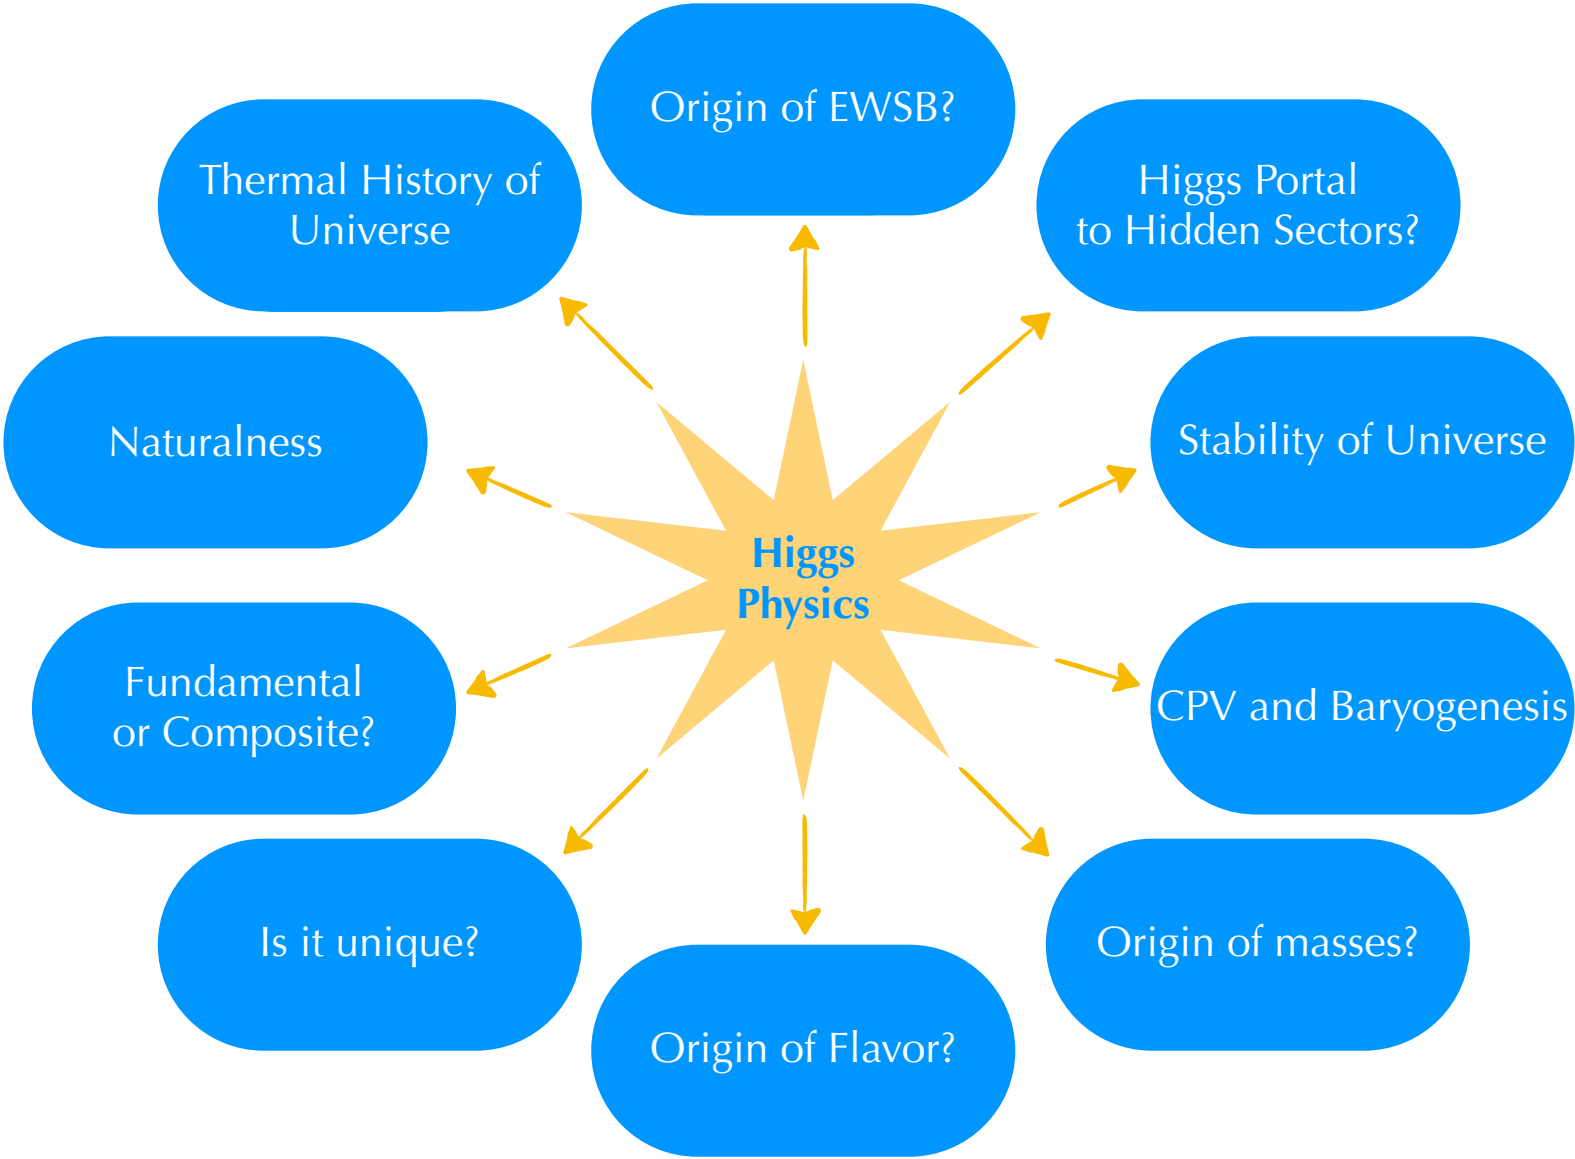 Origin of EWSB?
Thermal History of
Universe
Higgs Portal
to Hidden Sectors?
Naturalness
Stability of Universe
Higgs
Physics
Fundamental
or Composite?
CPV and Baryogenesis
Is it unique?
Origin of masses?
Origin of Flavor?